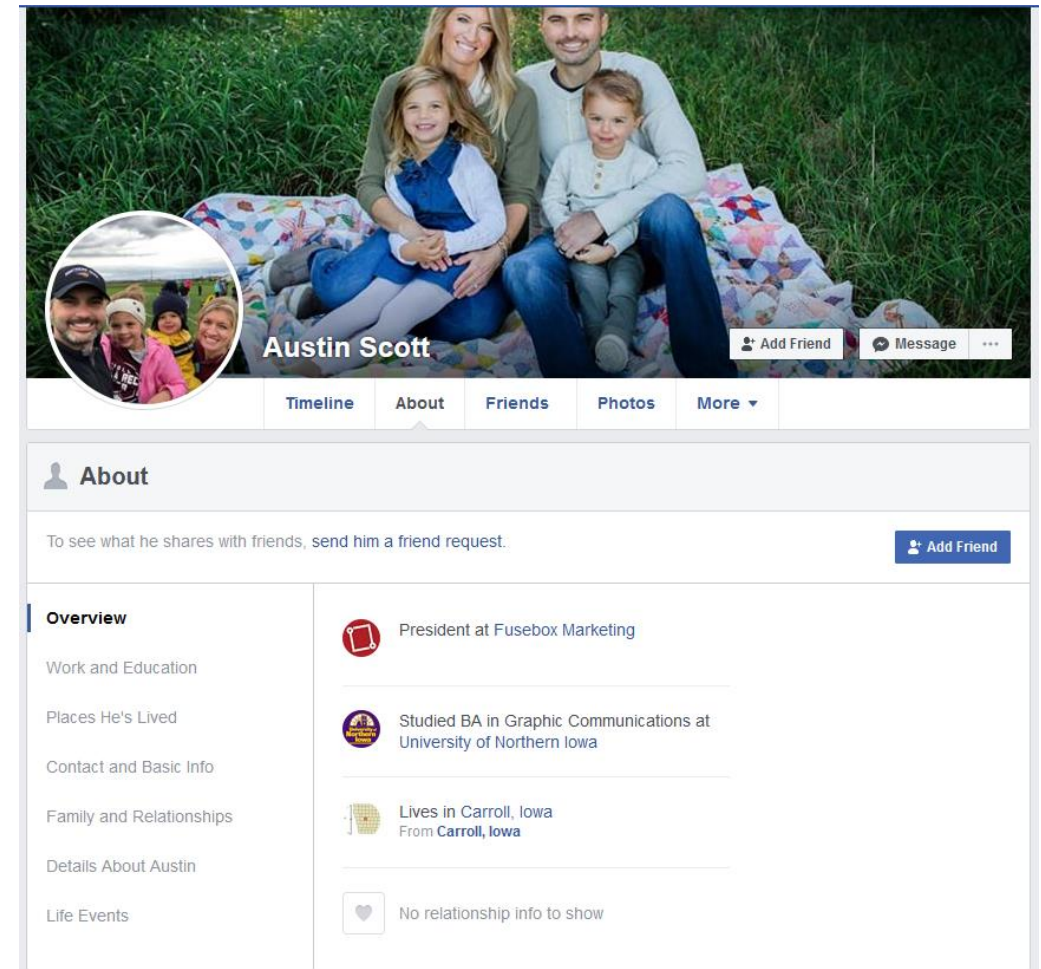 Austin Scott
Add Friend
Message
Timeline
About
Friends
Photos
More
About
To see what he shares with friends, send him a friend request.
Add Friend
Overview
Work and Education
Places He's Lived
Contact and Basic Info
Family and Relationships
Details About Austin
Life Events
President at Fusebox Marketing
Studied BA in Graphic Communications at
University of Northern Iowa
Lives in Carroll, Iowa
From Carroll, Iowa
No relationship info to show